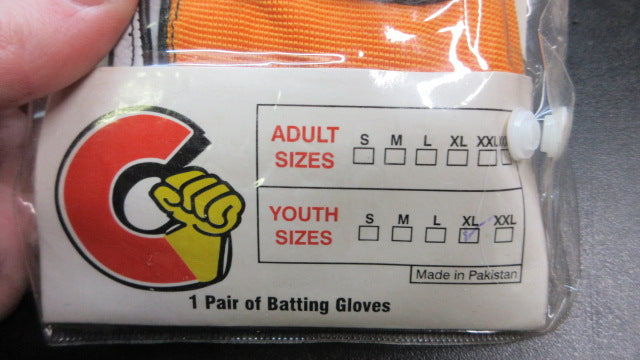 ADULT SIZES
S M L XL XXL
YOUTH SIZES
S M L XL XXL
Made in Pakistan
1 Pair of Batting Gloves